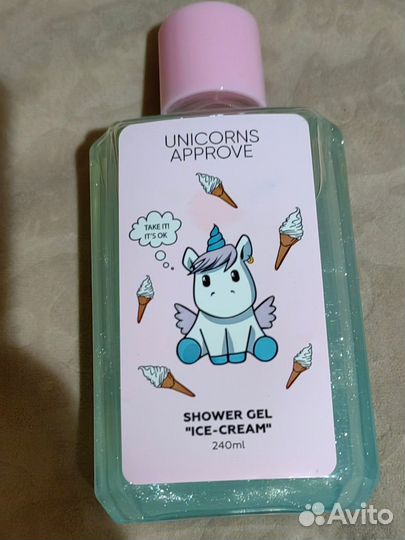 UNICORNS
APPROVE
TAKE IT!
IT'S OK
SHOWER GEL
"ICE-CREAM"
240ml
Avito